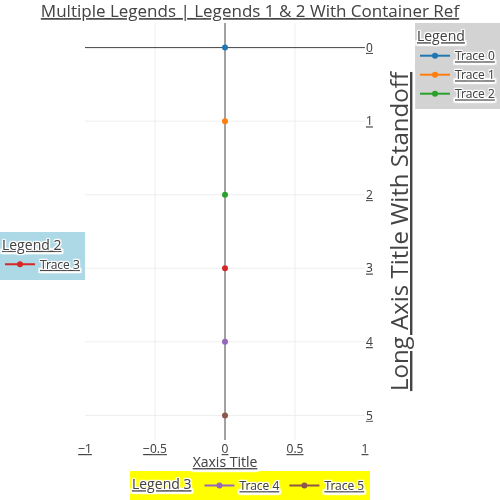 Multiple Legends | Legends 1 & 2 With Container Ref
Legend
Trace 0
Trace 1
Trace 2
0
1
2
3
4
5
Long Axis Title With Standoff
Legend 2
Trace 3
−1
−0.5
0
0.5
1
Xaxis Title
Legend 3
Trace 4
Trace 5